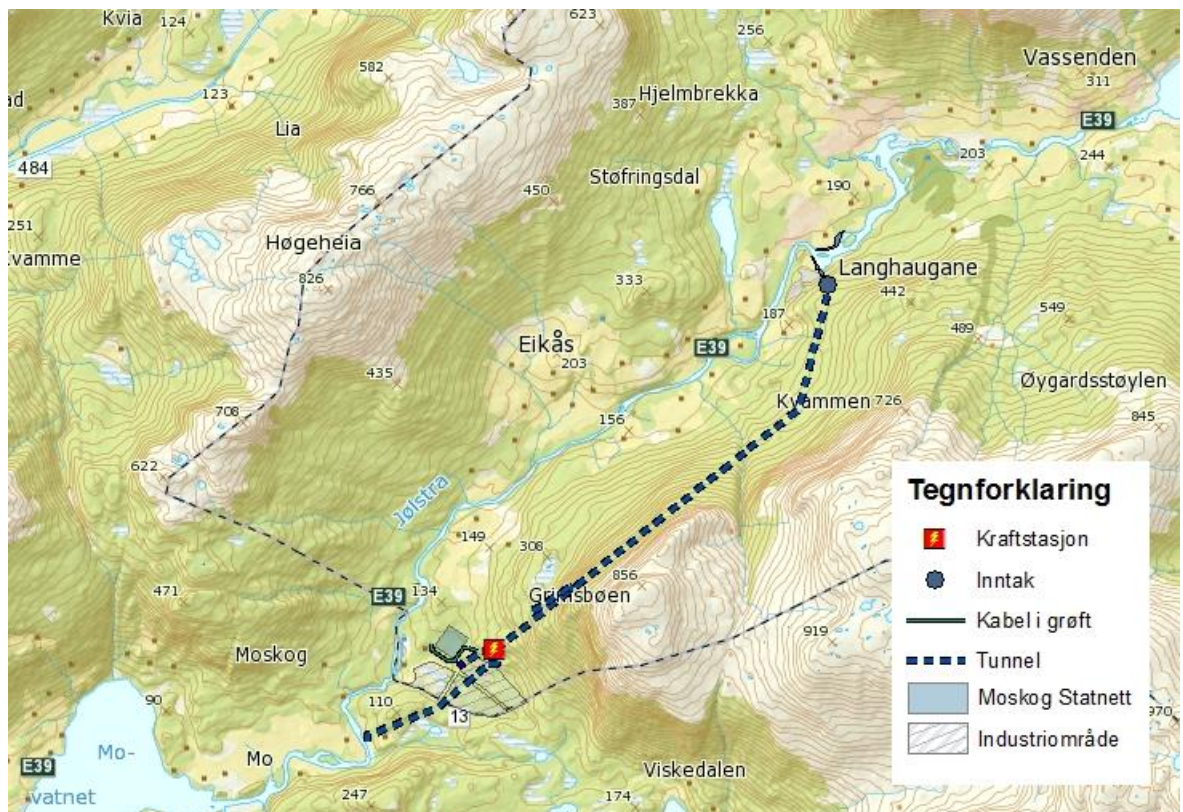 Kvia
124
623
256
Vassenden
311
ad
582
123
387
Hjelmbrekka
E39
Lia
203
244
484
766
450
Støfringsdal
190
251
Kvamme
Høgeheia
826
333
Langhaugane
442
549
187
489
Eikås
E39
203
435
Øygardsstøylen
Kvammen
726
845
708
156
622
Jølstra
149
308
856
471
E39
134
Grimsbøen
919
Moskog
90
110
13
970
Mo-
vatnet
Mo
E39
247
174
Viskedalen
Tegnforklaring
Kraftstasjon
Inntak
Kabel i grøft
Tunnel
Moskog Statnett
Industriområde